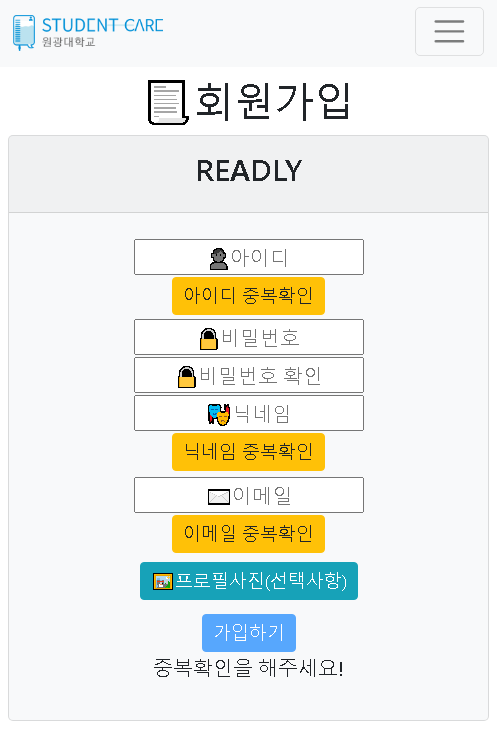 STUDENT CARE
원광대학교
회원가입
READLY
아이디
아이디 중복확인
비밀번호
비밀번호 확인
닉네임
닉네임 중복확인
이메일
이메일 중복확인
프로필사진(선택사항)
가입하기
중복확인을 해주세요!